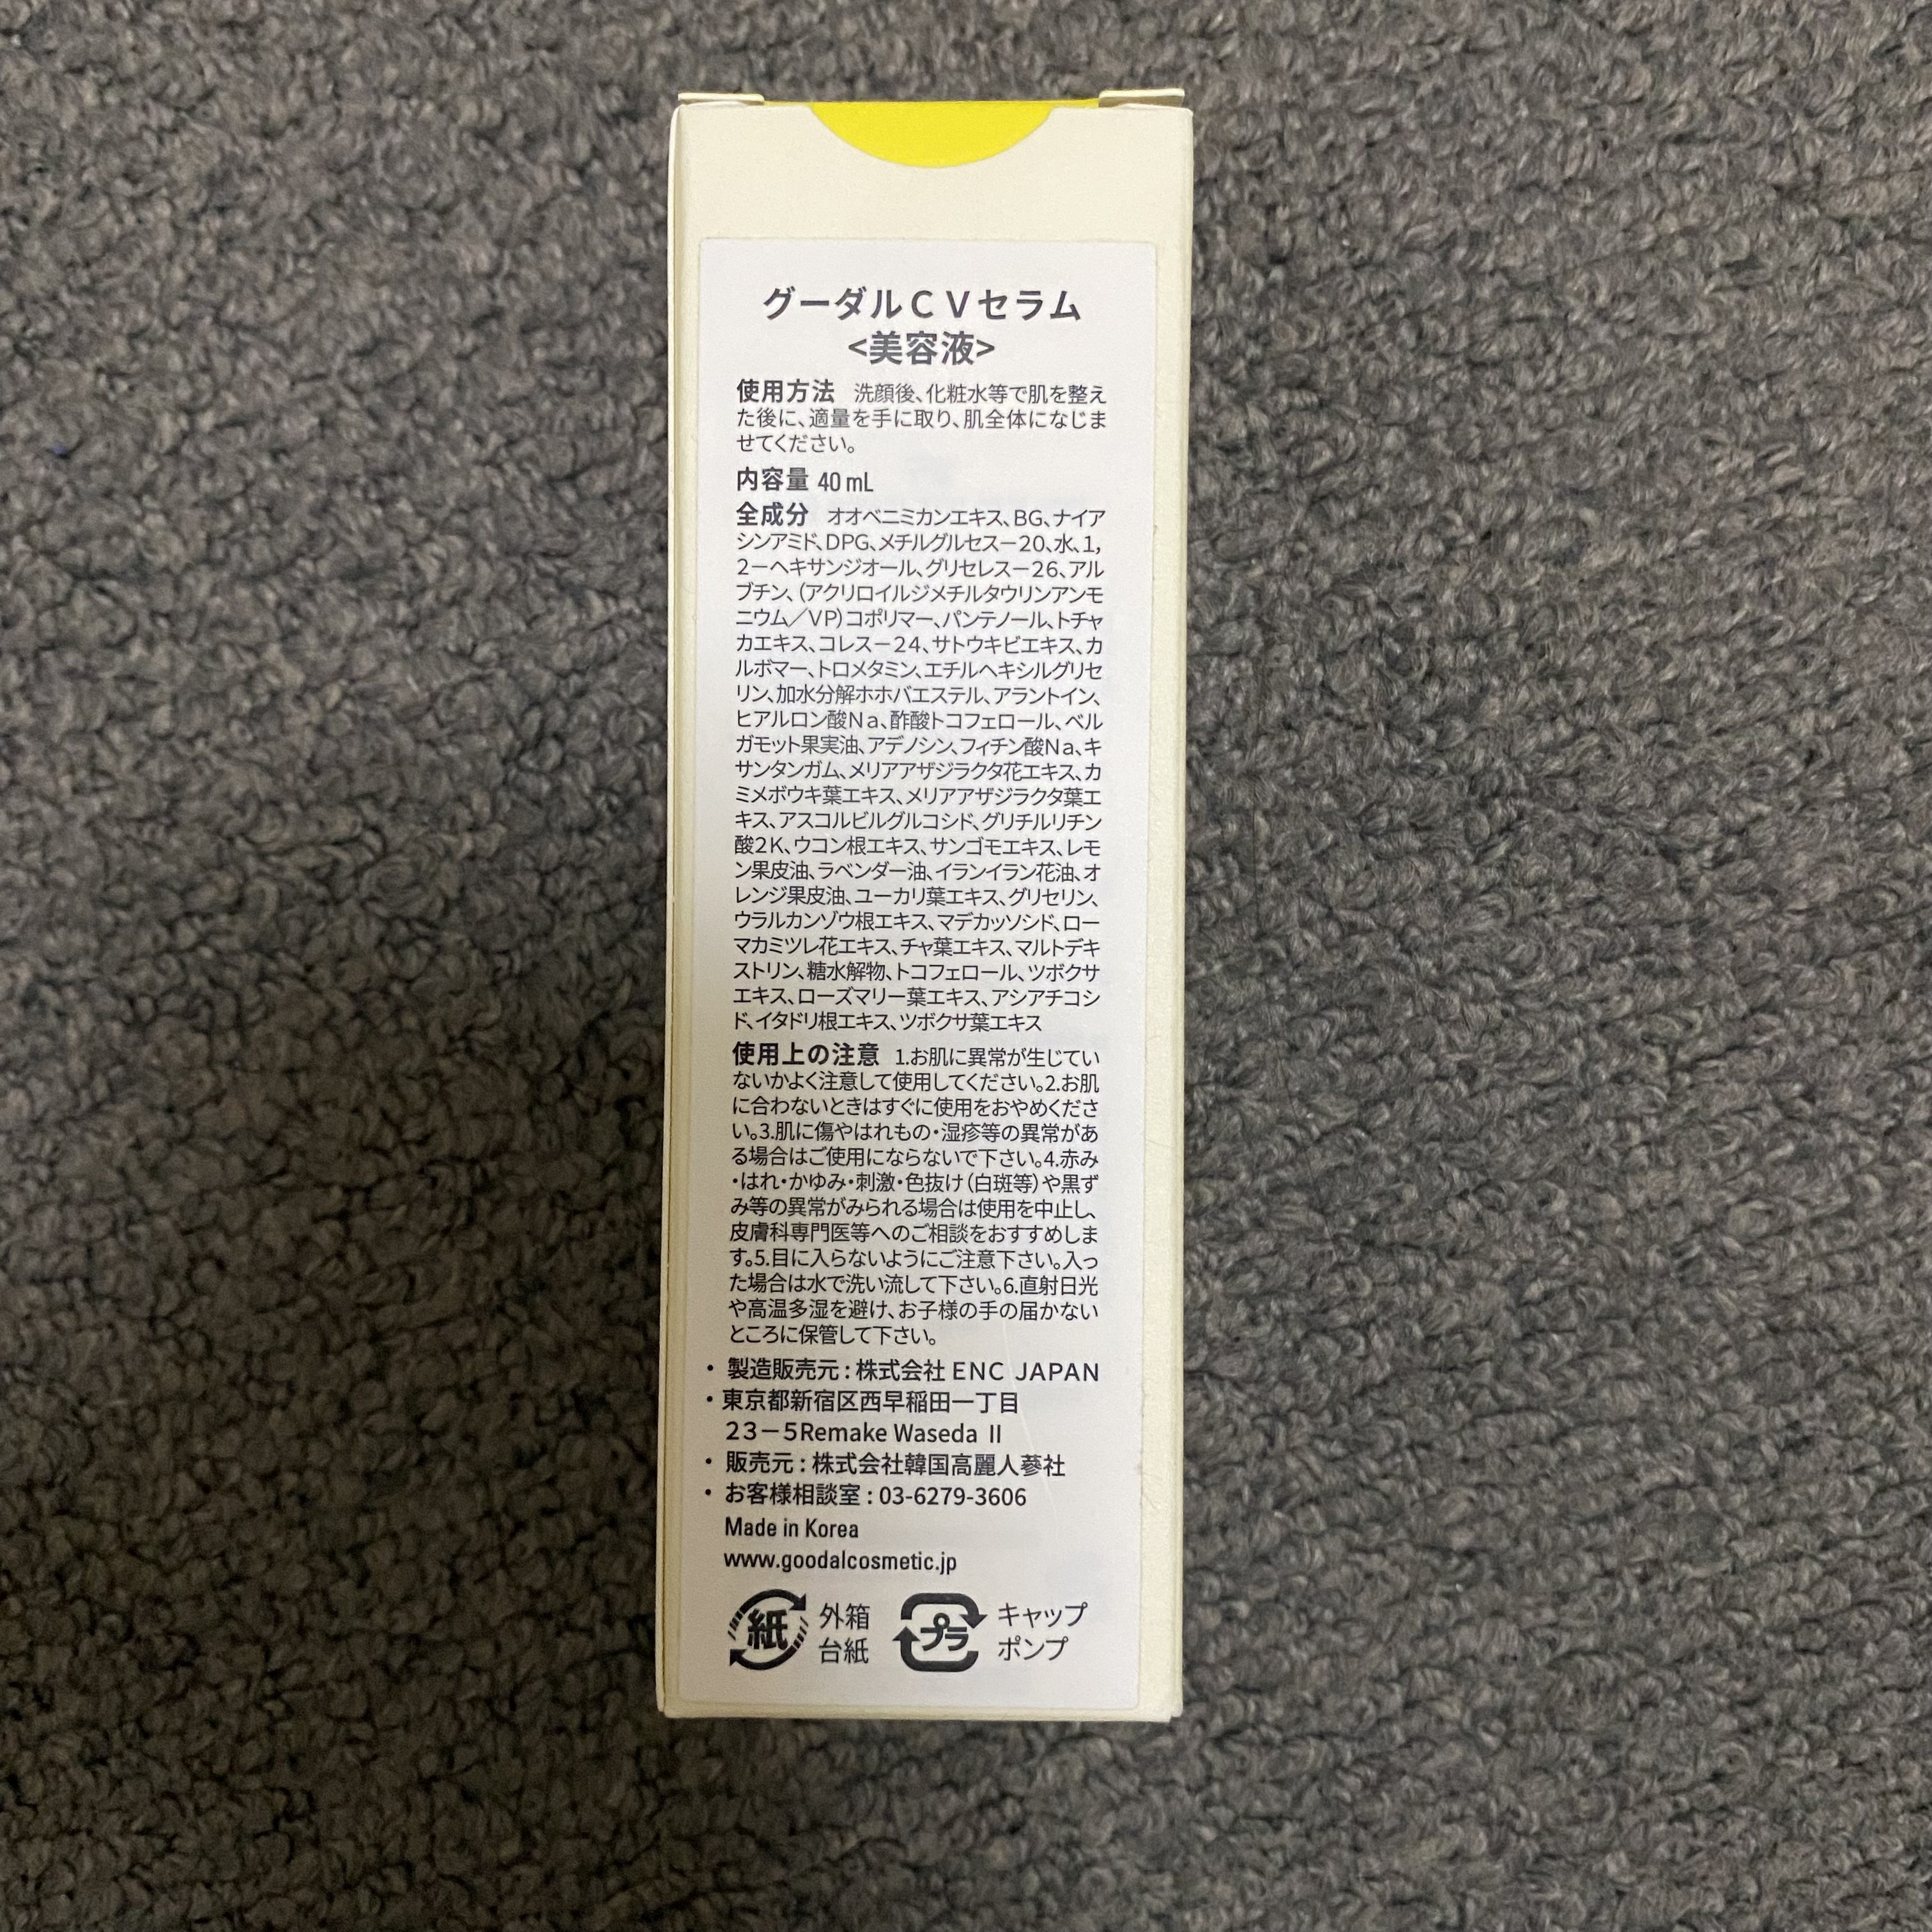 グーダルＣＶセラム
<美容液>
使用方法 洗顔後、化粧水等で肌を整え
た後に、適量を手に取り、肌全体になじま
せてください。
内容量 40 mL
全成分 オオベニミカンエキス、BG、ナイア
シンアミド、DPG、メチルグルセスー20、水、1,
2ーヘキサンジオール、グリセレスー26、アル
ブチン、（アクリロイルジメチルタウリンアンモ
ニウム／VP）コポリマー、パンテノール、トチャ
カエキス、コレスー24、サトウキビエキス、カ
ルボマー、トロメタミン、エチルヘキシルグリセ
リン、加水分解ホホバエステル、アラントイン、
ヒアルロン酸Ｎａ、酢酸トコフェロール、ベル
ガモット果実油、アデノシン、フィチン酸Ｎａ、キ
サンタンガム、メリアアザジラクタ花エキス、カ
ミメボウキ葉エキス、メリアアザジラクタ葉エ
キス、アスコルビルグルコシド、グリチルリチン
酸2K、ウコン根エキス、サンゴモエキス、レモ
ン果皮油、ラベンダー油、イランイラン花油、オ
レンジ果皮油、ユーカリ葉エキス、グリセリン、
ウラルカンゾウ根エキス、マデカッソシド、ロー
マカミツレ花エキス、チャ葉エキス、マルトデキ
ストリン、糖水解物、トコフェロール、ツボクサ
エキス、ローズマリー葉エキス、アシアチコシ
ド、イタドリ根エキス、ツボクサ葉エキス
使用上の注意 1.お肌に異常が生じてい
ないかよく注意して使用してください。2.お肌
に合わないときはすぐに使用をおやめくださ
い。3.肌に傷やはれもの・湿疹等の異常があ
る場合はご使用にならないで下さい。4.赤み
・はれ・かゆみ・刺激・色抜け（白斑等）や黒ず
み等の異常がみられる場合は使用を中止し、
皮膚科専門医等へのご相談をおすすめしま
す。5.目に入らないようにご注意下さい。入っ
た場合は水で洗い流して下さい。6.直射日光
や高温多湿を避け、お子様の手の届かない
ところに保管して下さい。
・ 製造販売元 : 株式会社 ENC JAPAN
・東京都新宿区西早稲田一丁目
23－5Remake Waseda Ⅱ
・ 販売元 : 株式会社韓国高麗人蔘社
・ お客様相談室 : 03-6279-3606
Made in Korea
www.goodalcosmetic.jp
紙 外箱 プラ キャップ
台紙 ポンプ